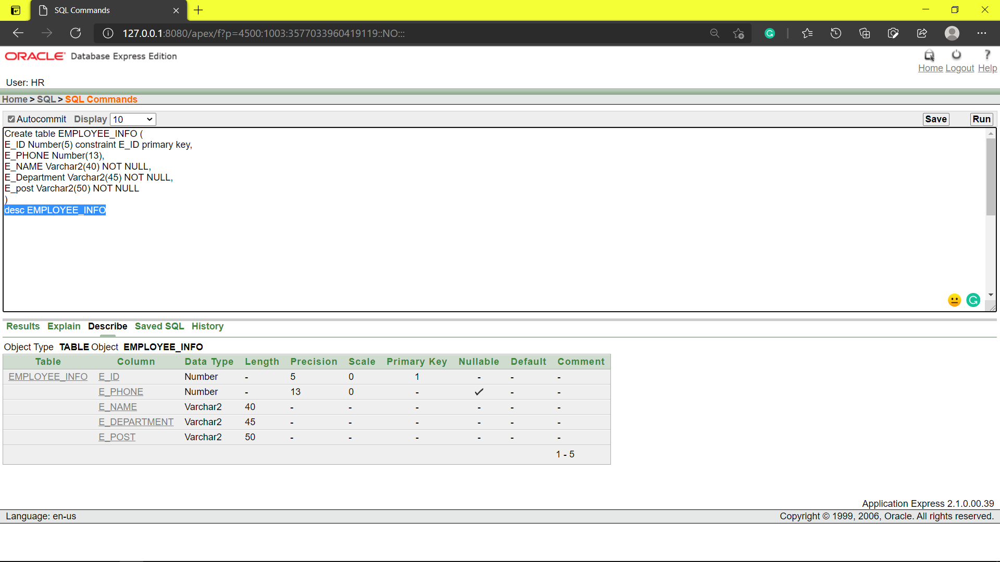 SQL Commands
127.0.0.1:8080/apex/f?p=4500:1003:3577033960419119::NO:::
ORACLE Database Express Edition
Home Logout Help
User: HR
Home > SQL > SQL Commands
Autocommit Display 10 Save Run
Create table EMPLOYEE_INFO (
E_ID Number(5) constraint E_ID primary key,
E_PHONE Number(13),
E_NAME Varchar2(40) NOT NULL,
E_Department Varchar2(45) NOT NULL,
E_post Varchar2(50) NOT NULL
)
desc EMPLOYEE_INFO
Results Explain Describe Saved SQL History
Object Type TABLE Object EMPLOYEE_INFO
Table Column Data Type Length Precision Scale Primary Key Nullable Default Comment
EMPLOYEE_INFO E_ID Number - 5 0 1 - - -
E_PHONE Number - 13 0 - ✓ - -
E_NAME Varchar2 40 - - - - - -
E_DEPARTMENT Varchar2 45 - - - - - -
E_POST Varchar2 50 - - - - - -
1 - 5
Application Express 2.1.0.00.39
Language: en-us Copyright © 1999, 2006, Oracle. All rights reserved.